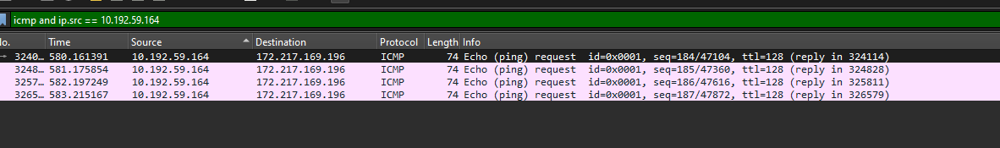 icmp and ip.src == 10.192.59.164
No. Time Source Destination Protocol Length Info
3240… 580.161391 10.192.59.164 172.217.169.196 ICMP 74 Echo (ping) request id=0x0001, seq=184/47104, ttl=128 (reply in 324114)
3248… 581.175854 10.192.59.164 172.217.169.196 ICMP 74 Echo (ping) request id=0x0001, seq=185/47360, ttl=128 (reply in 324828)
3257… 582.197249 10.192.59.164 172.217.169.196 ICMP 74 Echo (ping) request id=0x0001, seq=186/47616, ttl=128 (reply in 325811)
3265… 583.215167 10.192.59.164 172.217.169.196 ICMP 74 Echo (ping) request id=0x0001, seq=187/47872, ttl=128 (reply in 326579)